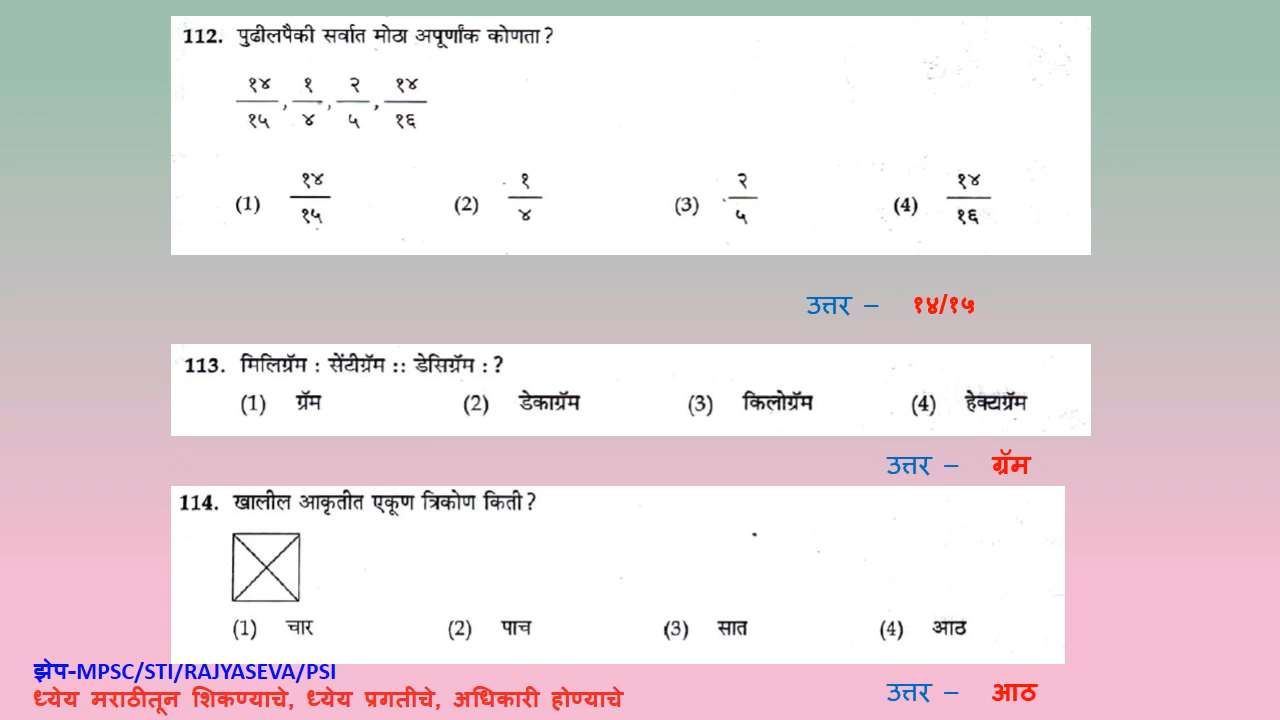 112. पुढीलपैकी सर्वात मोठा अपूर्णांक कोणता?
१४/१५, १/४, २/५, १४/१६
(1) १४/१५ (2) १/४ (3) २/५ (4) १४/१६
उत्तर – १४/१५
113. मिलिग्रॅम : सेंटीग्रॅम :: डेसिग्रॅम : ?
(1) ग्रॅम (2) डेकाग्रॅम (3) किलोग्रॅम (4) हेक्टाग्रॅम
उत्तर – ग्रॅम
114. खालील आकृतीत एकूण त्रिकोण किती?
(1) चार (2) पाच (3) सात (4) आठ
झेप-MPSC/STI/RAJYASEVA/PSI
ध्येय मराठीतून शिकण्याचे, ध्येय प्रगतीचे, अधिकारी होण्याचे
उत्तर – आठ